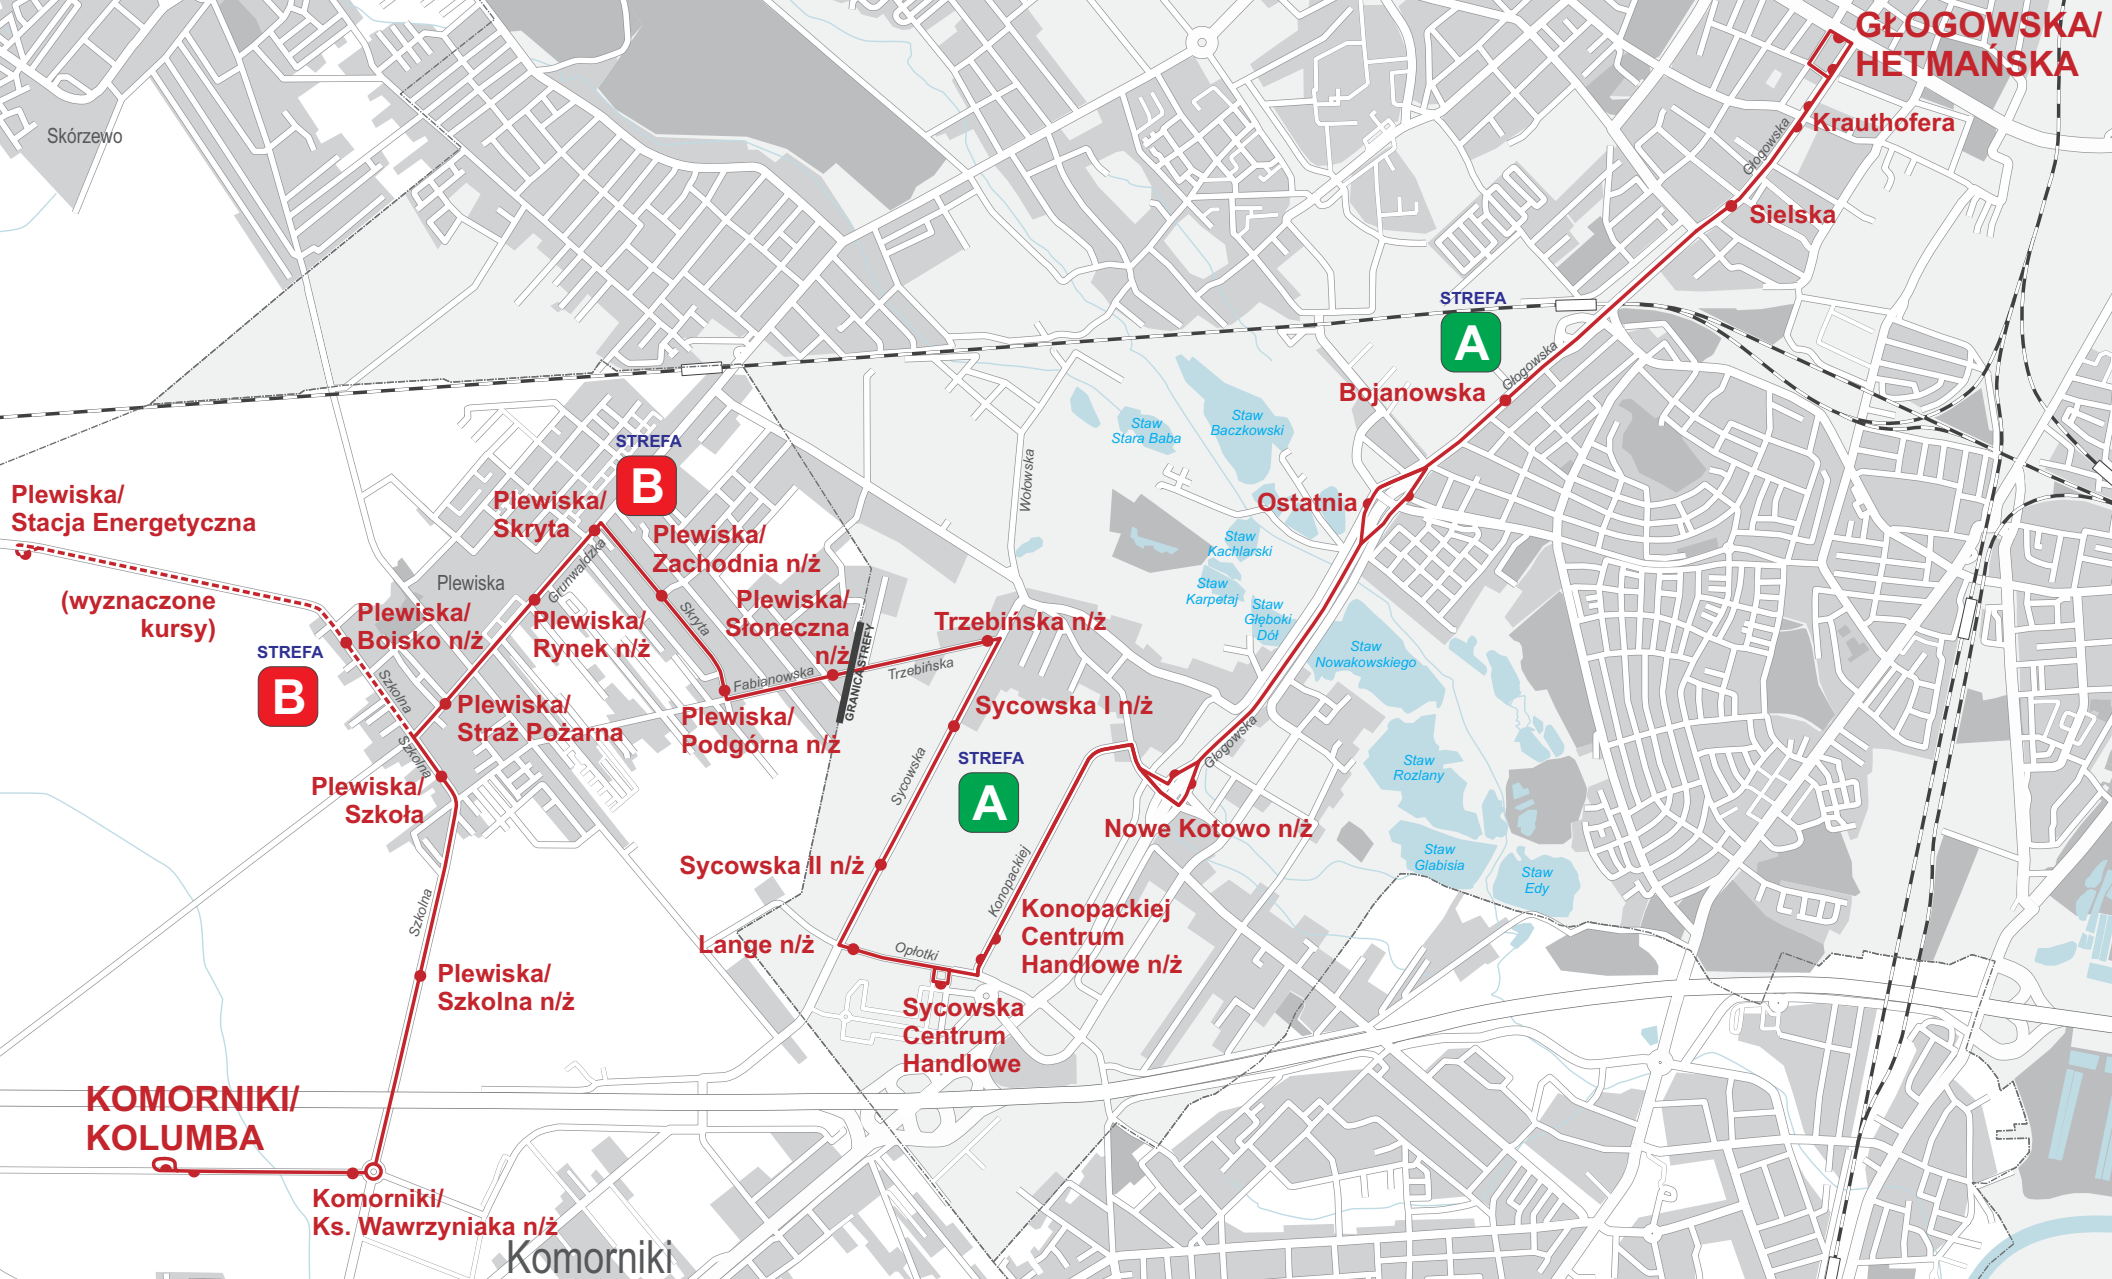 GŁOGOWSKA/
HETMAŃSKA
Krauthofera
Głogowska
Sielska
Skórzewo
STREFA
A
Głogowska
Bojanowska
Staw
Stara Baba
Staw
Baczkowski
STREFA
B
Wołowska
Plewiska/
Stacja Energetyczna
(wyznaczone
kursy)
Plewiska/
Skryta
Plewiska/
Zachodnia n/ż
Ostatnia
Staw
Kachlarski
Staw
Karpetaj
Staw
Głęboki
Dół
Plewiska
Grunwaldzka
Plewiska/
Boisko n/ż
Plewiska/
Rynek n/ż
Skryta
Plewiska/
Słoneczna
n/ż
Trzebińska n/ż
Staw
Nowakowskiego
STREFA
B
Szkolna
Fabianowska
GRANICA STREFY
Trzebińska
Plewiska/
Straż Pożarna
Plewiska/
Podgórna n/ż
Sycowska I n/ż
Głogowska
Szkolna
Sycowska
STREFA
A
Staw
Rozlany
Plewiska/
Szkoła
Nowe Kotowo n/ż
Staw
Glabisia
Staw
Edy
Sycowska II n/ż
Konopackiej
Szkolna
Lange n/ż
Opłotki
Konopackiej
Centrum
Handlowe n/ż
Plewiska/
Szkolna n/ż
Sycowska
Centrum
Handlowe
KOMORNIKI/
KOLUMBA
Komorniki/
Ks. Wawrzyniaka n/ż
Komorniki